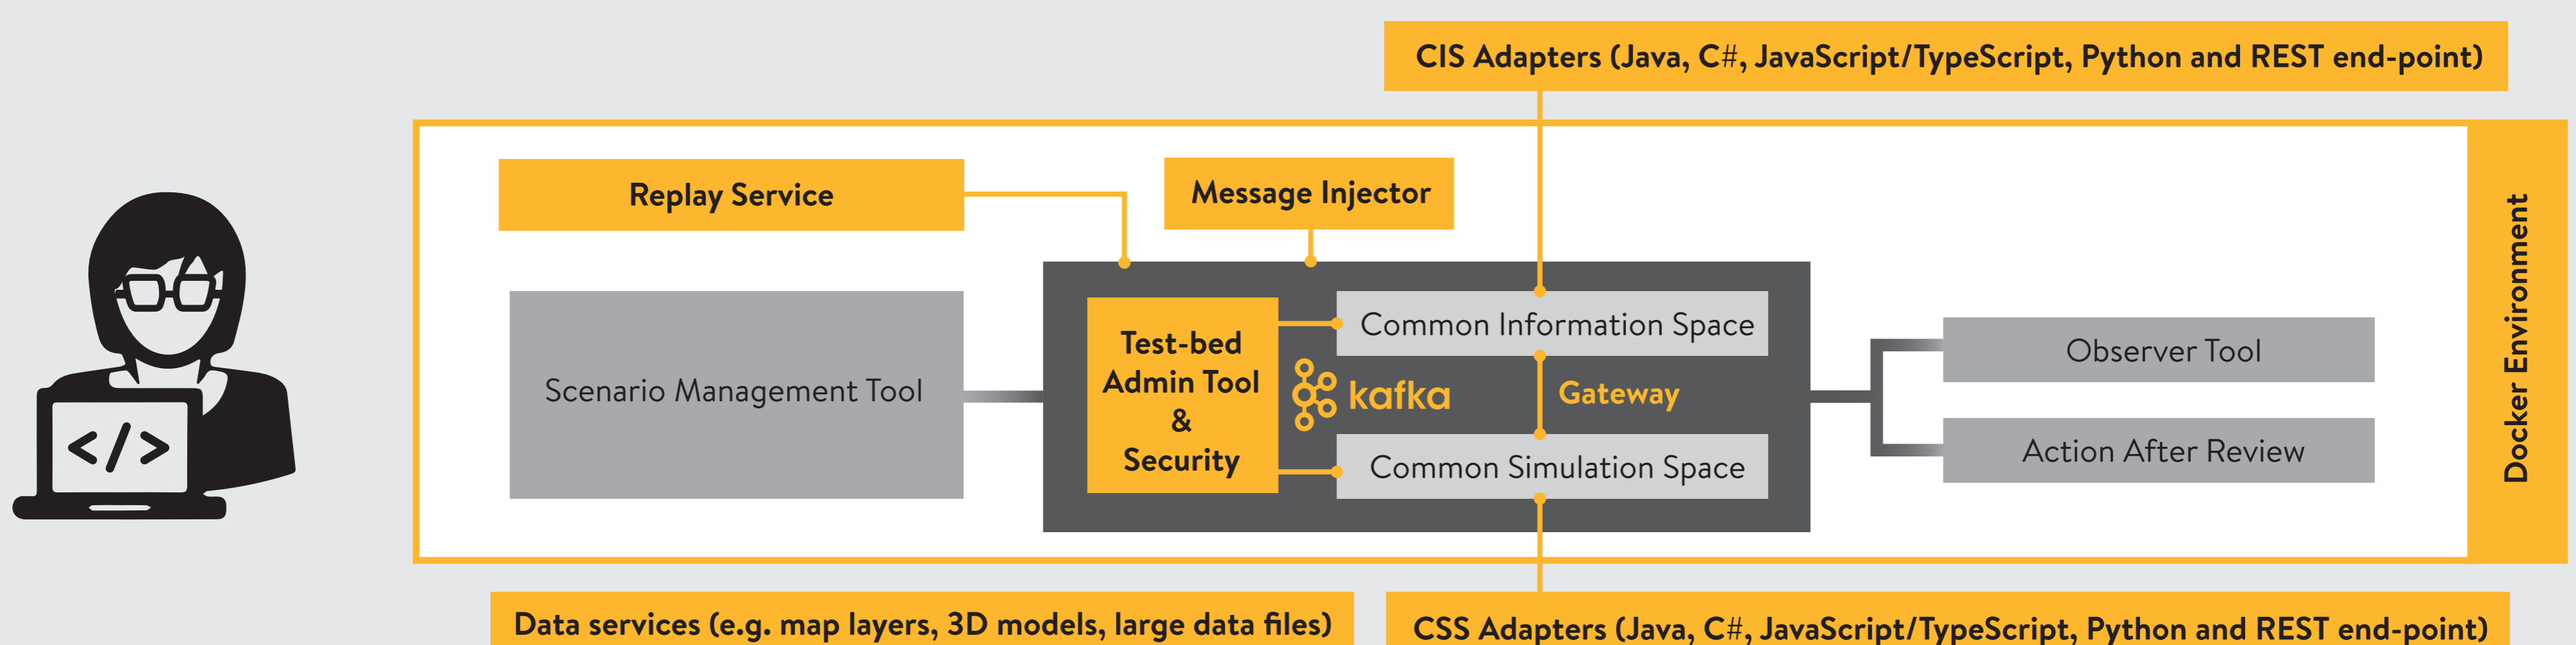 CIS Adapters (Java, C#, JavaScript/TypeScript, Python and REST end-point)
Replay Service
Message Injector
Docker Environment
Scenario Management Tool
Test-bed
Admin Tool
&
Security
Common Information Space
kafka
Gateway
Common Simulation Space
Observer Tool
Action After Review
</>
Data services (e.g. map layers, 3D models, large data files)
CSS Adapters (Java, C#, JavaScript/TypeScript, Python and REST end-point)